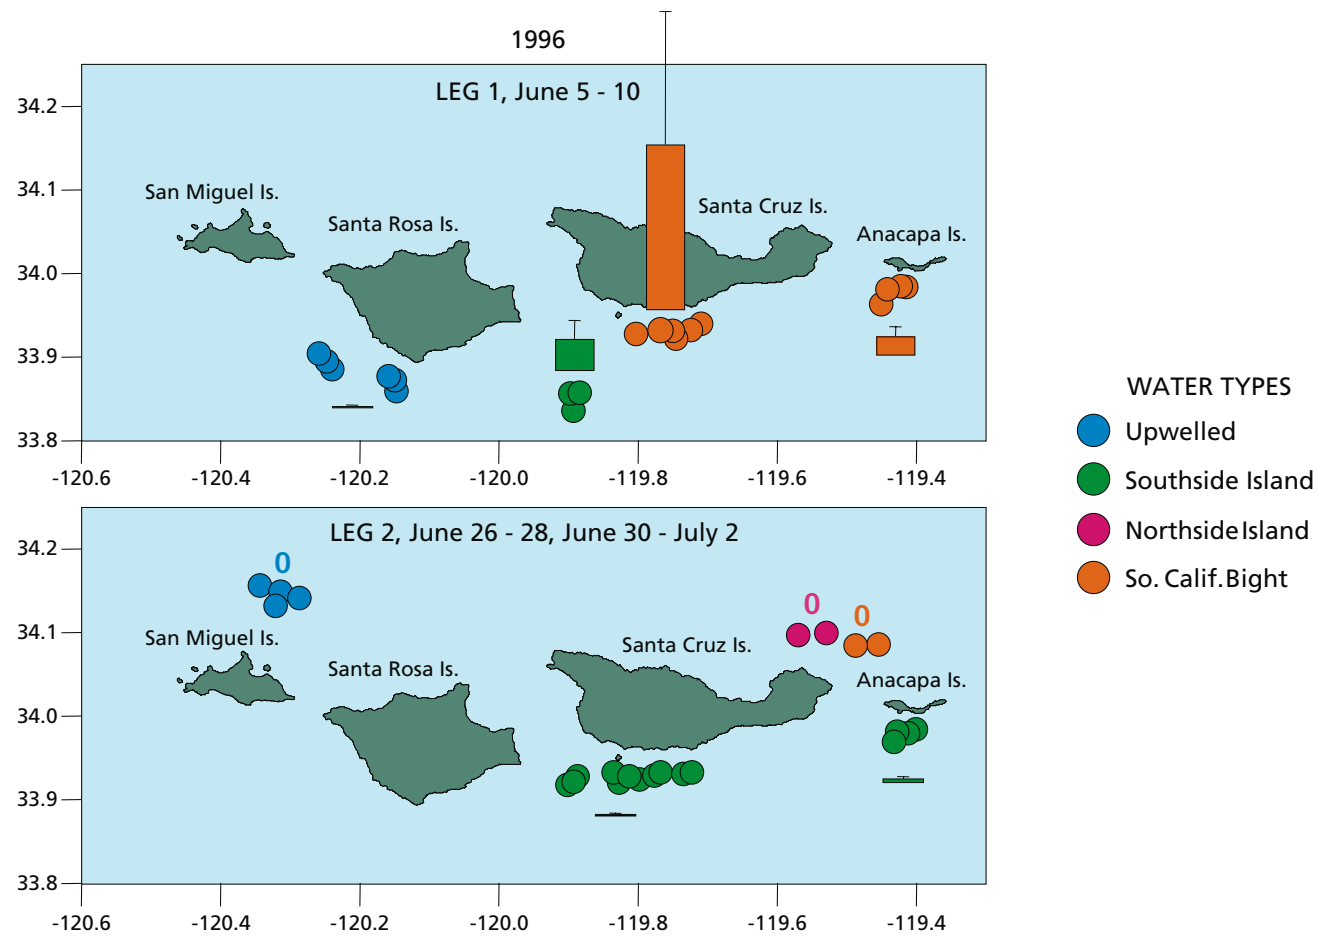 1996
LEG 1, June 5 - 10
34.2
34.1
34.0
33.9
33.8
San Miguel Is.
Santa Rosa Is.
Santa Cruz Is.
Anacapa Is.
-120.6 -120.4 -120.2 -120.0 -119.8 -119.6 -119.4
LEG 2, June 26 - 28, June 30 - July 2
34.2
34.1
34.0
33.9
33.8
0
0
0
San Miguel Is.
Santa Rosa Is.
Santa Cruz Is.
Anacapa Is.
-120.6 -120.4 -120.2 -120.0 -119.8 -119.6 -119.4
WATER TYPES
Upwelled
Southside Island
Northside Island
So. Calif. Bight